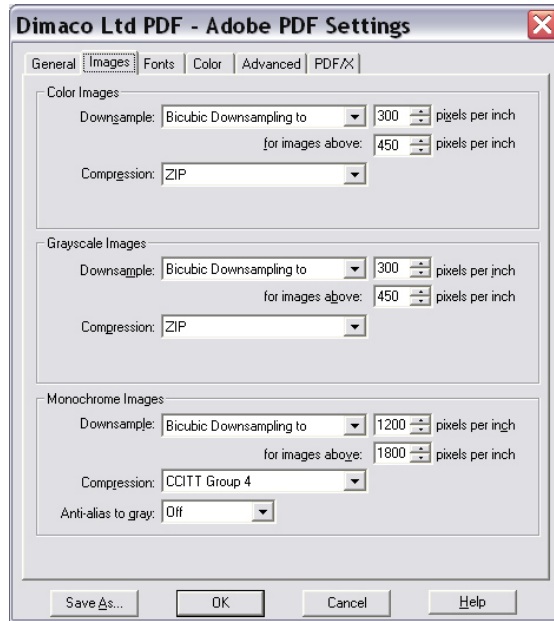 Dimaco Ltd PDF - Adobe PDF Settings
General Images Fonts Color Advanced PDF/X
Color Images
Downsample: Bicubic Downsampling to 300 pixels per inch
for images above: 450 pixels per inch
Compression: ZIP
Grayscale Images
Downsample: Bicubic Downsampling to 300 pixels per inch
for images above: 450 pixels per inch
Compression: ZIP
Monochrome Images
Downsample: Bicubic Downsampling to 1200 pixels per inch
for images above: 1800 pixels per inch
Compression: CCITT Group 4
Anti-alias to gray: Off
Save As... OK Cancel Help